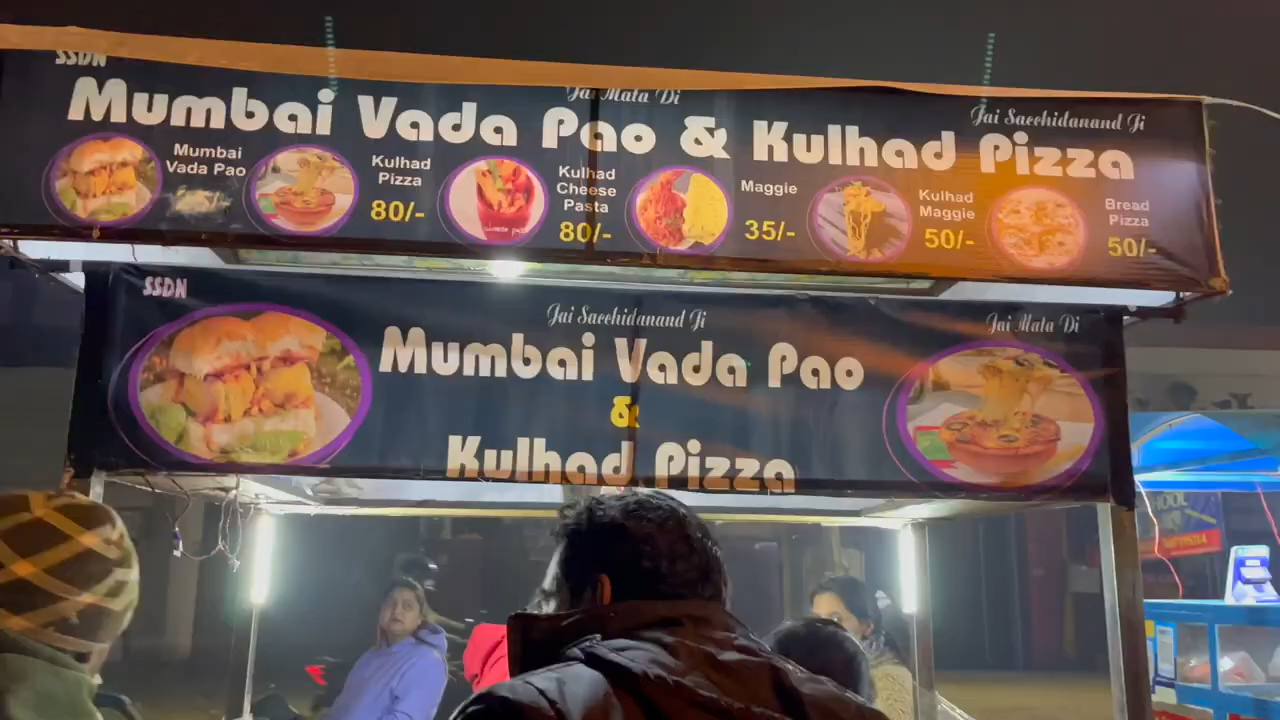 SSDN
Jai Mata Di
Jai Sacchidanand Ji
Mumbai Vada Pao & Kulhad Pizza
Mumbai
Vada Pao
Kulhad
Pizza
80/-
Kulhad
Cheese
Pasta
80/-
Maggie
35/-
Kulhad
Maggie
50/-
Bread
Pizza
50/-
SSDN
Jai Sacchidanand Ji
Jai Mata Di
Mumbai Vada Pao
&
Kulhad Pizza